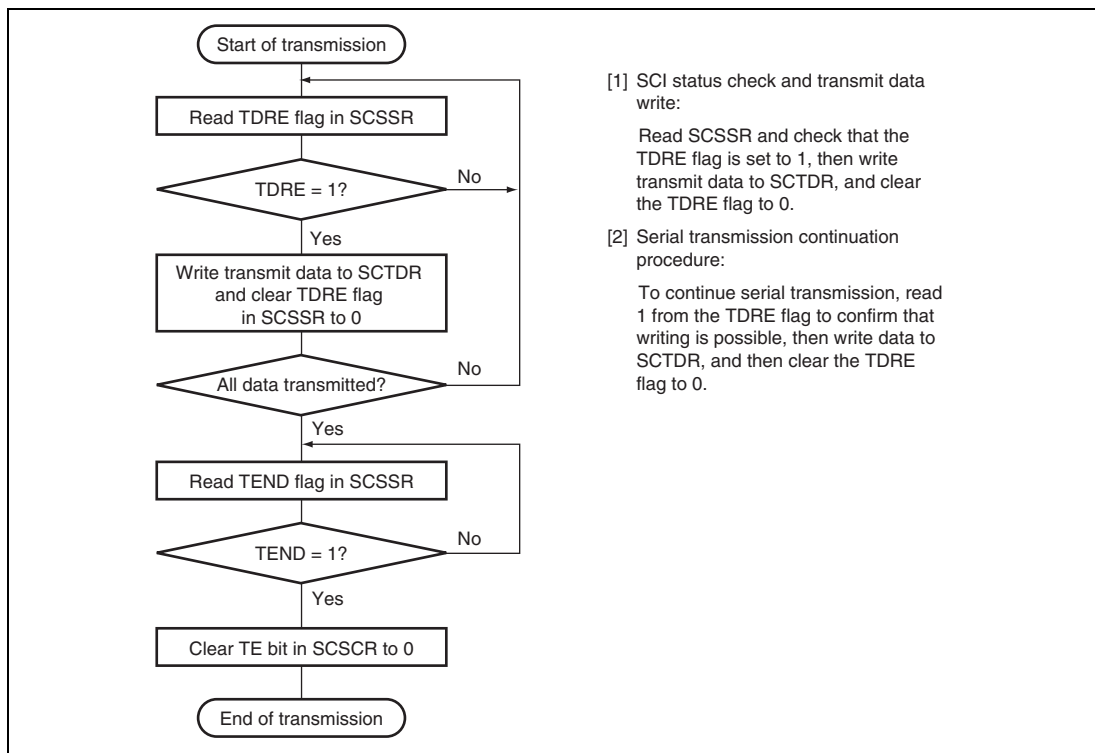 Start of transmission
Read TDRE flag in SCSSR
TDRE = 1?
No
Yes
Write transmit data to SCTDR
and clear TDRE flag
in SCSSR to 0
All data transmitted?
No
Yes
Read TEND flag in SCSSR
TEND = 1?
No
Yes
Clear TE bit in SCSCR to 0
End of transmission
[1] SCI status check and transmit data
write:
Read SCSSR and check that the
TDRE flag is set to 1, then write
transmit data to SCTDR, and clear
the TDRE flag to 0.
[2] Serial transmission continuation
procedure:
To continue serial transmission, read
1 from the TDRE flag to confirm that
writing is possible, then write data to
SCTDR, and then clear the TDRE
flag to 0.